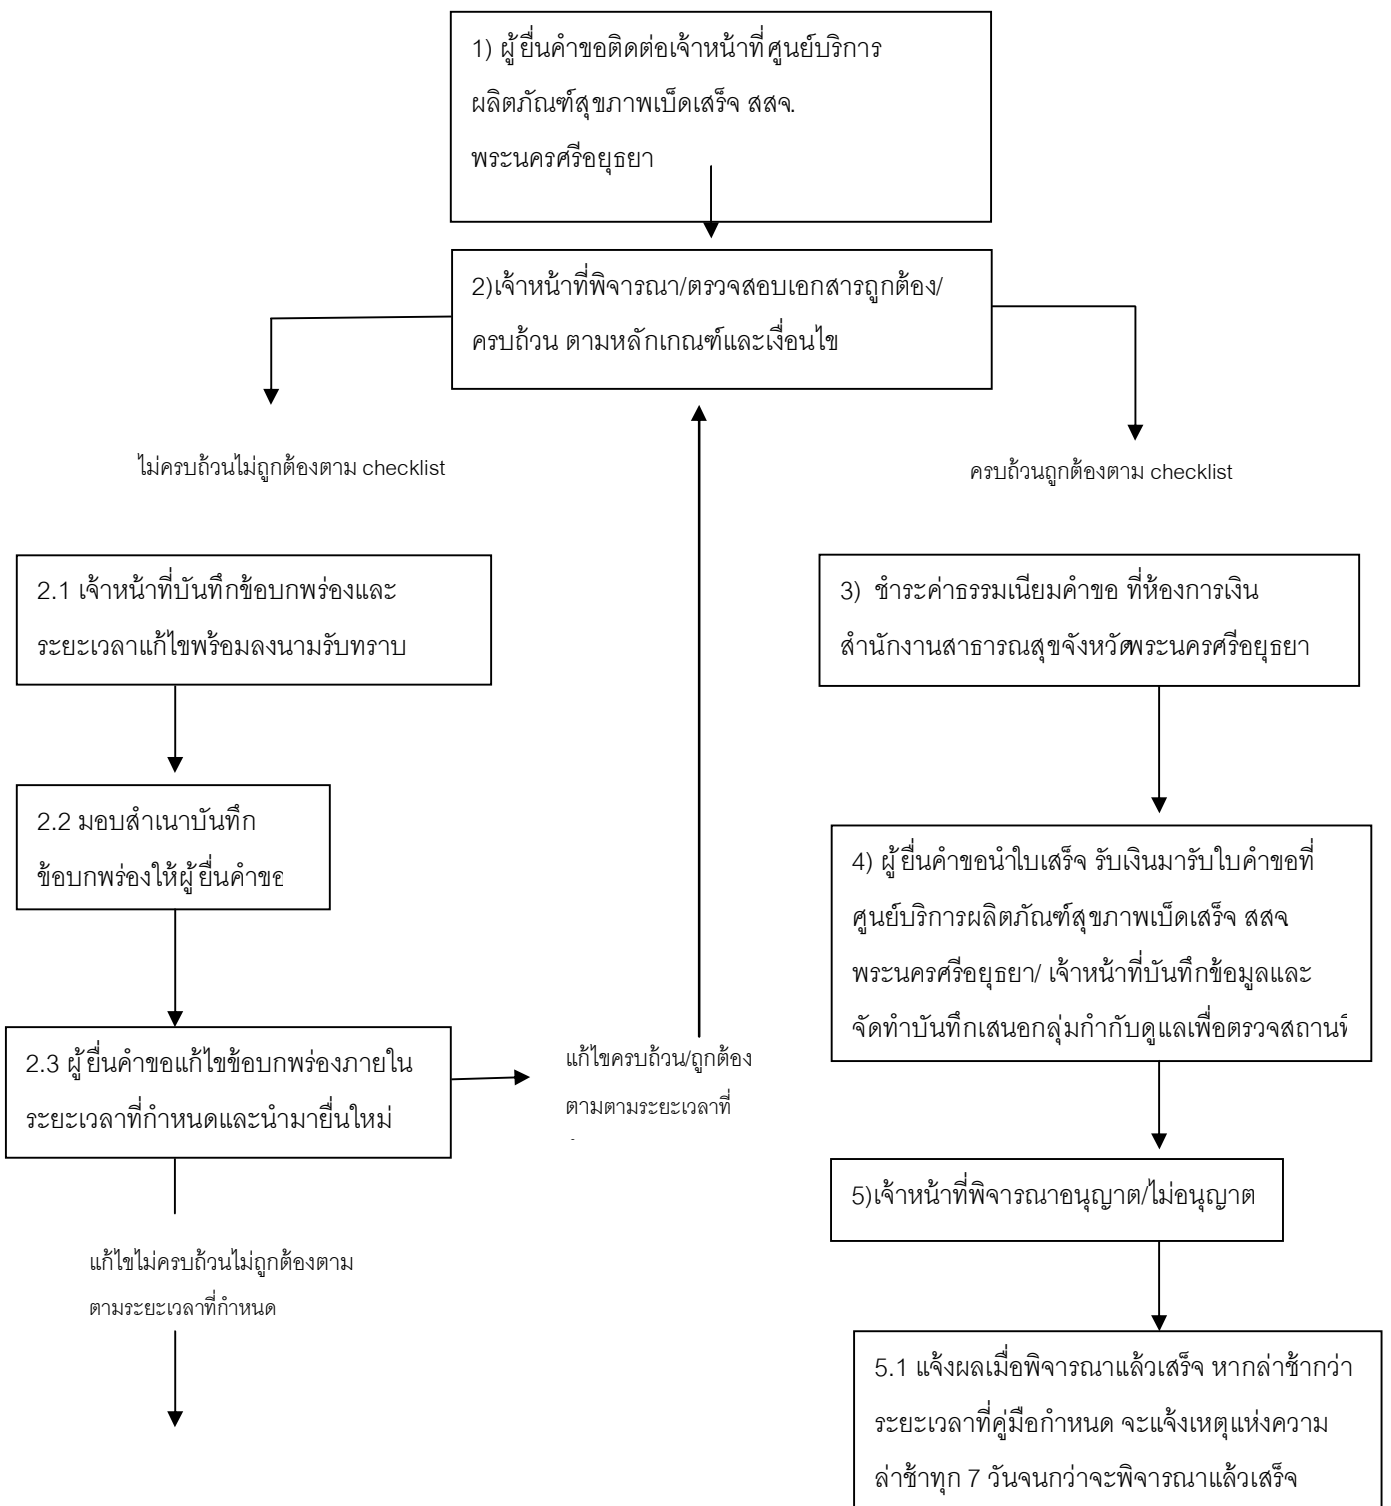 1) ผู้ยื่นคำขอติดต่อเจ้าหน้าที่ศูนย์บริการ
ผลิตภัณฑ์สุขภาพเบ็ดเสร็จ สสจ.
พระนครศรีอยุธยา
2)เจ้าหน้าที่พิจารณา/ตรวจสอบเอกสารถูกต้อง/
ครบถ้วน ตามหลักเกณฑ์และเงื่อนไข
ไม่ครบถ้วนไม่ถูกต้องตาม checklist
ครบถ้วนถูกต้องตาม checklist
2.1 เจ้าหน้าที่บันทึกข้อบกพร่องและ
ระยะเวลาแก้ไขพร้อมลงนามรับทราบ
3) ชำระค่าธรรมเนียมคำขอ ที่ห้องการเงิน
สำนักงานสาธารณสุขจังหวัดพระนครศรีอยุธยา
2.2 มอบสำเนาบันทึก
ข้อบกพร่องให้ผู้ยื่นคำขอ
4) ผู้ยื่นคำขอนำใบเสร็จ รับเงินมารับใบคำขอที่
ศูนย์บริการผลิตภัณฑ์สุขภาพเบ็ดเสร็จ สสจ
พระนครศรีอยุธยา/ เจ้าหน้าที่บันทึกข้อมูลและ
จัดทำบันทึกเสนอกลุ่มกำกับดูแลเพื่อตรวจสถานที่
2.3 ผู้ยื่นคำขอแก้ไขข้อบกพร่องภายใน
ระยะเวลาที่กำหนดและนำมายื่นใหม่
แก้ไขครบถ้วน/ถูกต้อง
ตามตามระยะเวลาที่
5)เจ้าหน้าที่พิจารณาอนุญาต/ไม่อนุญาต
แก้ไขไม่ครบถ้วนไม่ถูกต้องตาม
ตามระยะเวลาที่กำหนด
5.1 แจ้งผลเมื่อพิจารณาแล้วเสร็จ หากล่าช้ากว่า
ระยะเวลาที่คู่มือกำหนด จะแจ้งเหตุแห่งความ
ล่าช้าทุก 7 วันจนกว่าจะพิจารณาแล้วเสร็จ